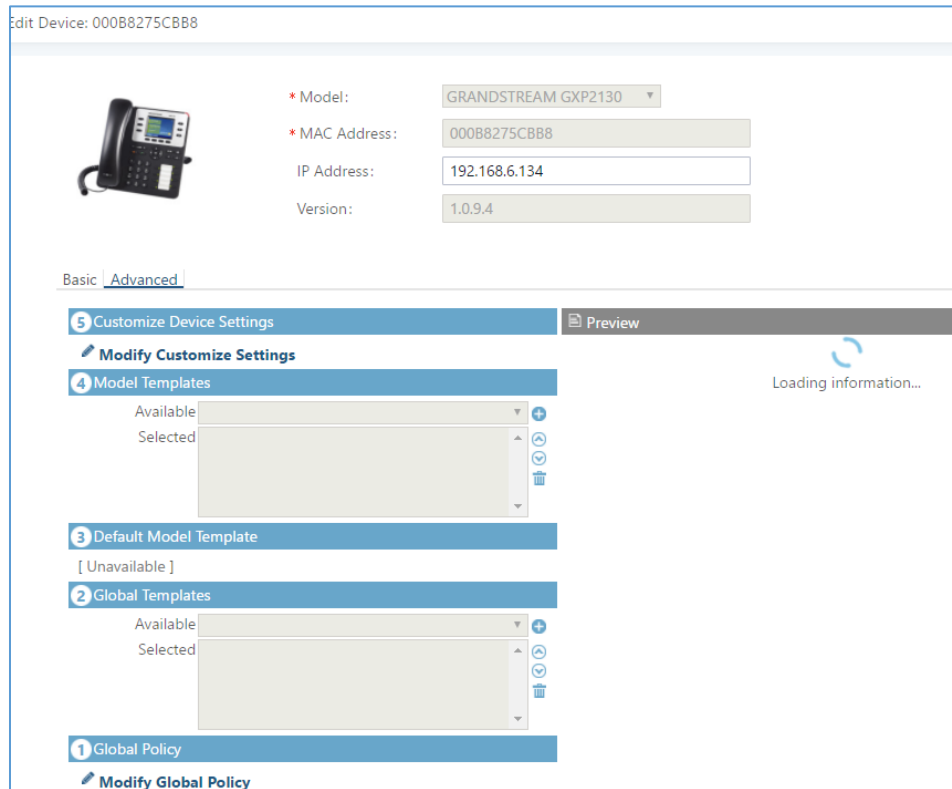 Edit Device: 000B8275CBB8
* Model: GRANDSTREAM GXP2130
* MAC Address: 000B8275CBB8
IP Address: 192.168.6.134
Version: 1.0.9.4
Basic Advanced
5 Customize Device Settings
Preview
Modify Customize Settings
Loading information...
4 Model Templates
Available
Selected
3 Default Model Template
[ Unavailable ]
2 Global Templates
Available
Selected
1 Global Policy
Modify Global Policy